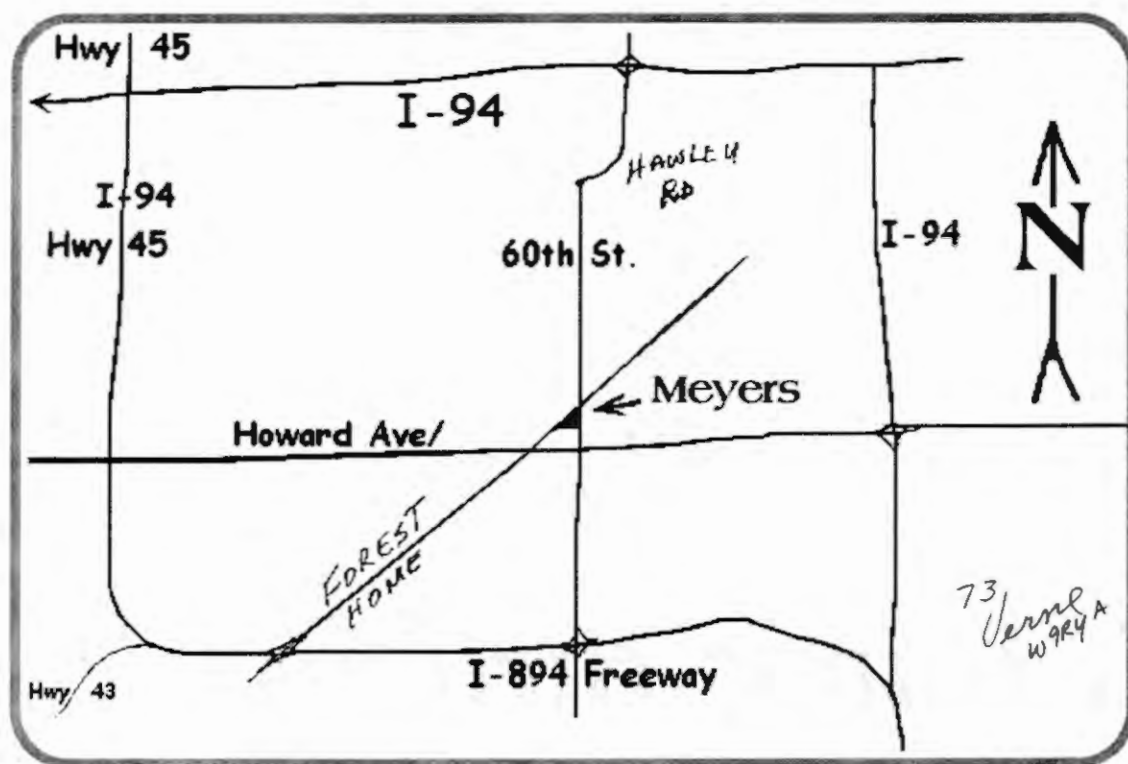 Hwy 45
I-94
HAWLEY
RD
I-94
Hwy 45
60th St.
I-94
N
Meyers
Howard Ave/
FOREST
HOME
73
Verne
W9RYA
I-894 Freeway
Hwy 43